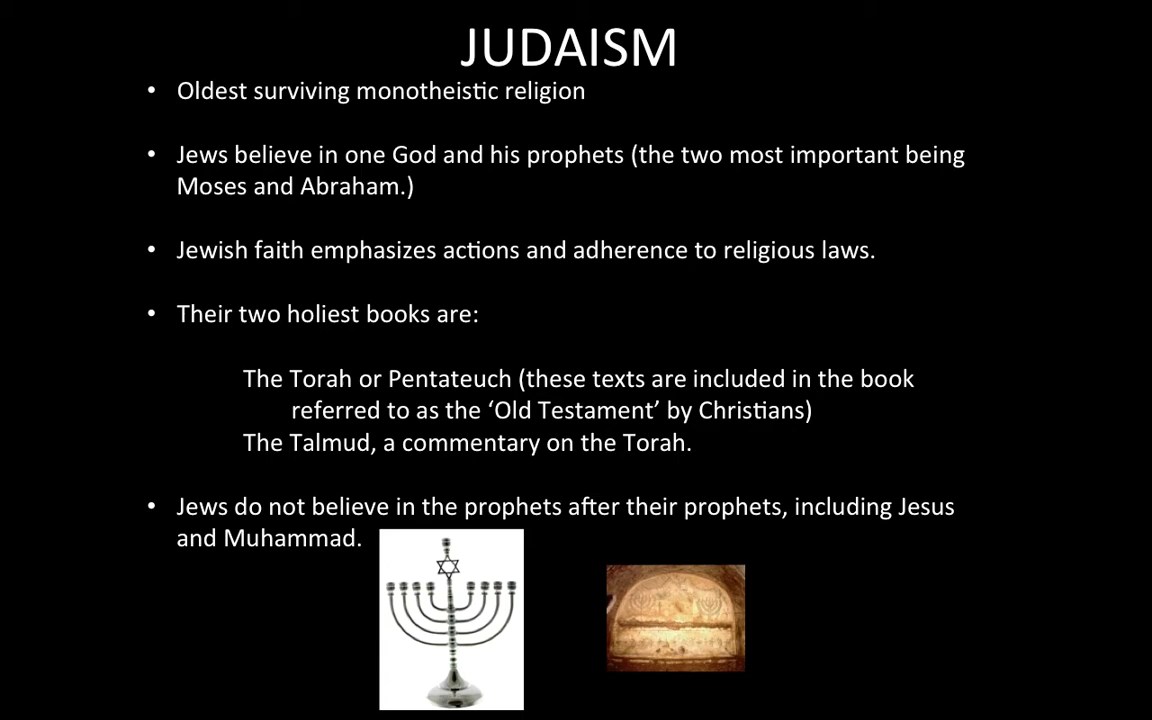 JUDAISM
• Oldest surviving monotheistic religion
• Jews believe in one God and his prophets (the two most important being
Moses and Abraham.)
• Jewish faith emphasizes actions and adherence to religious laws.
• Their two holiest books are:
The Torah or Pentateuch (these texts are included in the book
referred to as the ‘Old Testament’ by Christians)
The Talmud, a commentary on the Torah.
• Jews do not believe in the prophets after their prophets, including Jesus
and Muhammad.